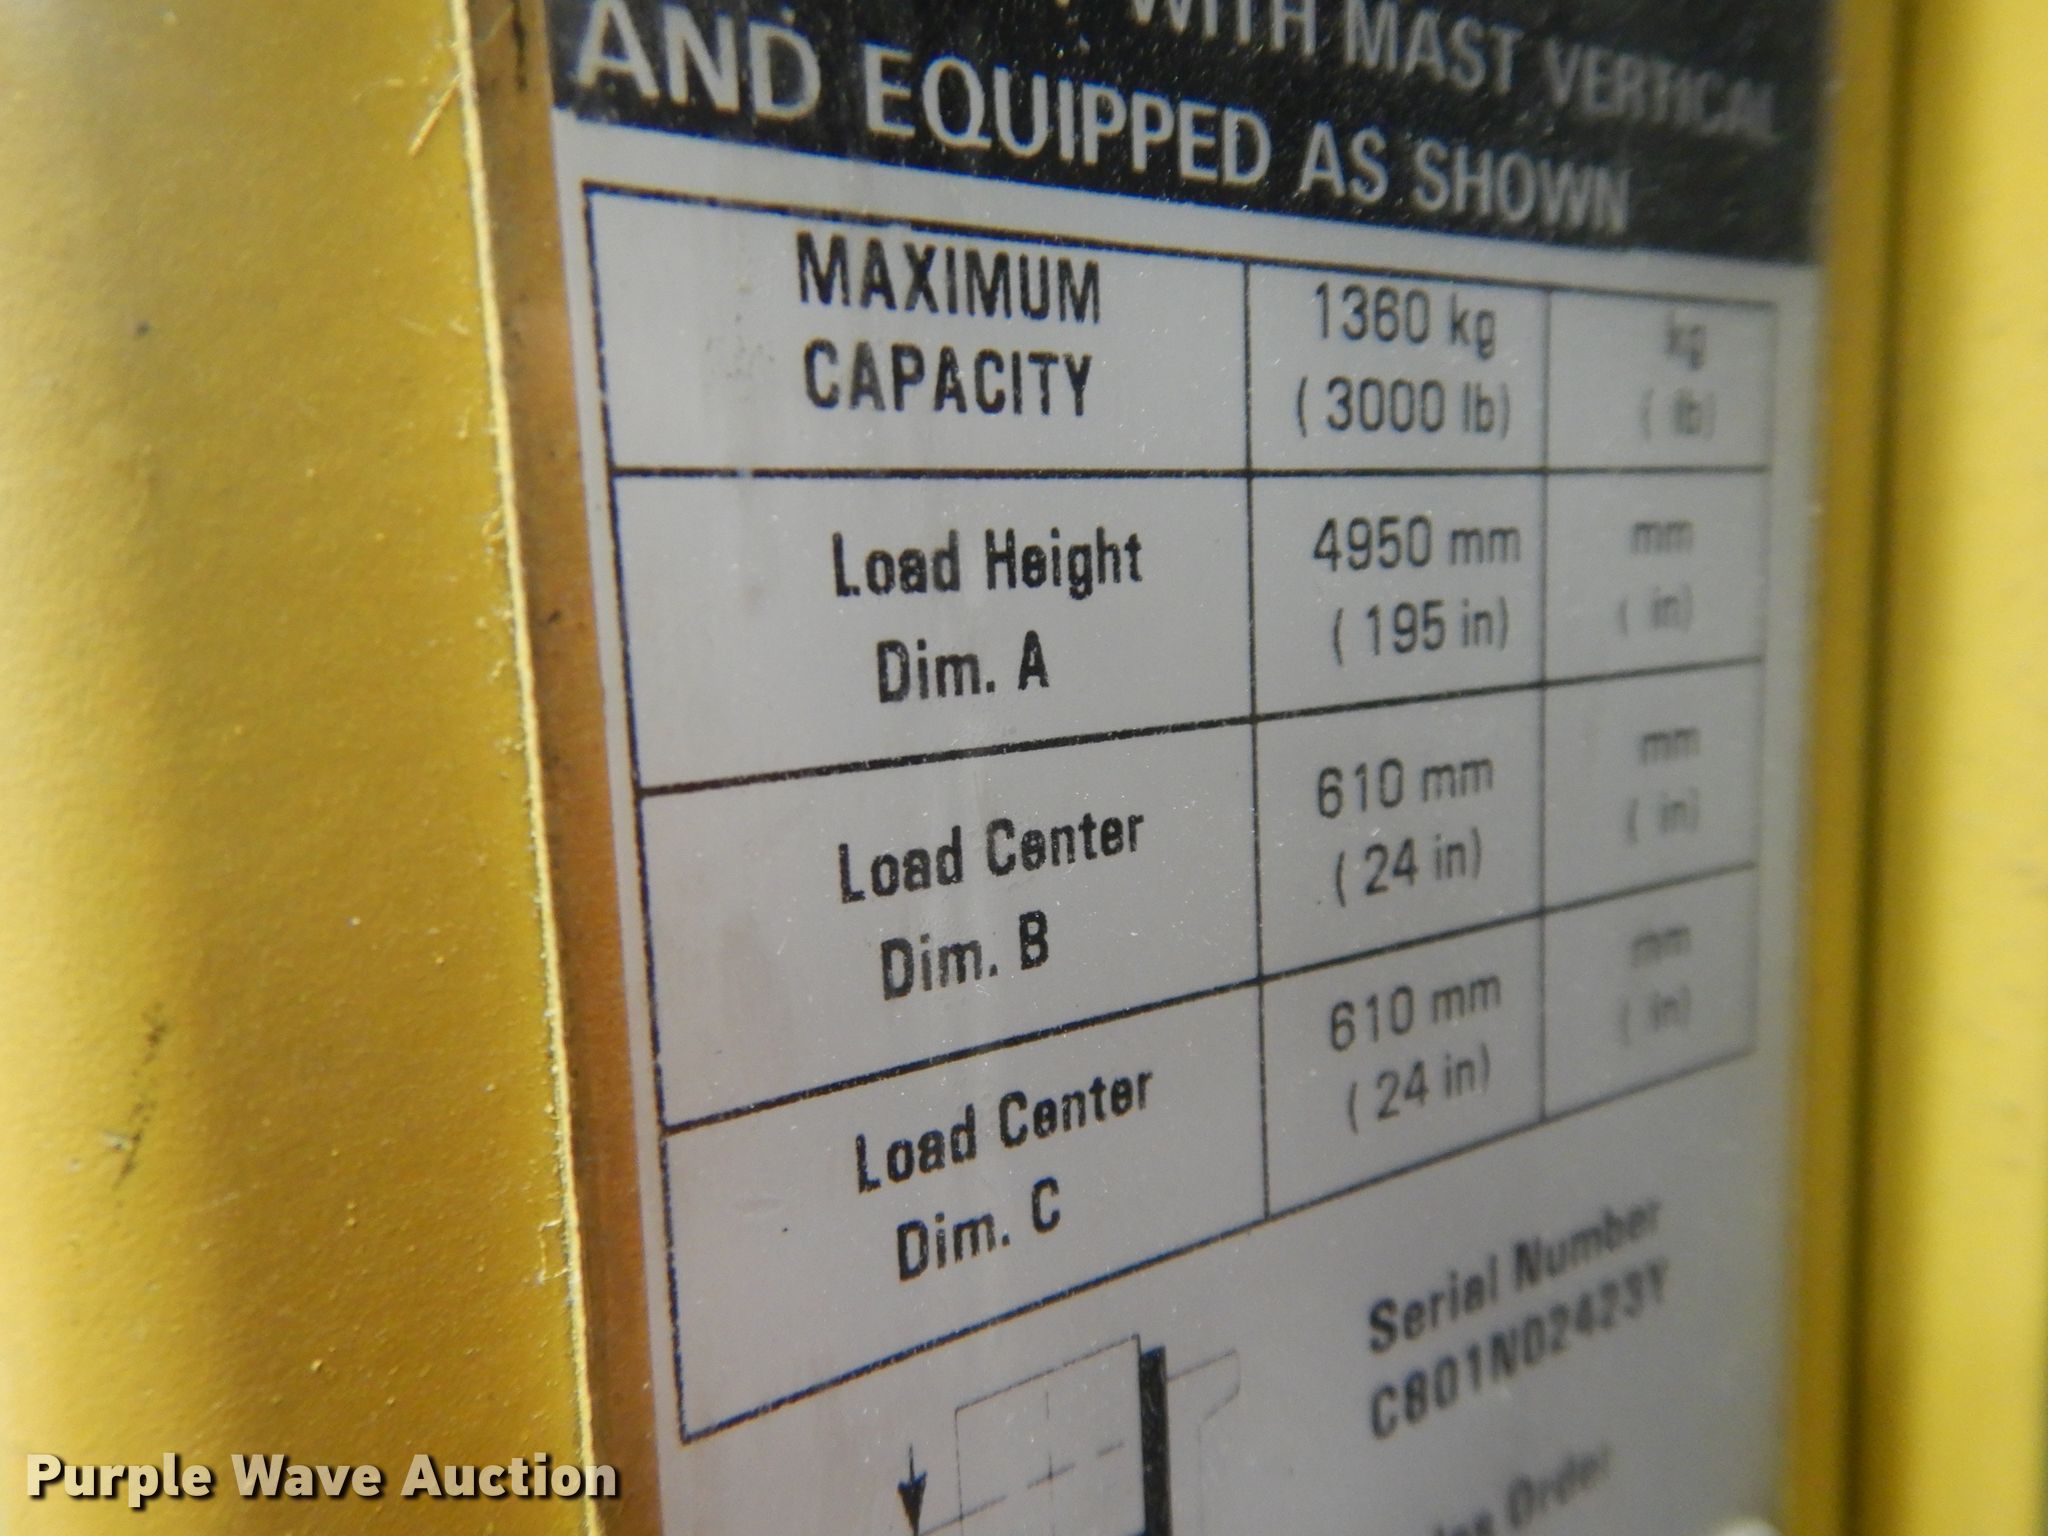 WITH MAST VERTICAL
AND EQUIPPED AS SHOWN
MAXIMUM
CAPACITY
1360 kg
( 3000 lb)
kg
( lb)
Load Height
Dim. A
4950 mm
( 195 in)
mm
( in)
Load Center
Dim. B
610 mm
( 24 in)
mm
( in)
Load Center
Dim. C
610 mm
( 24 in)
mm
( in)
Serial Number
C801N02423Y
Order
Purple Wave Auction